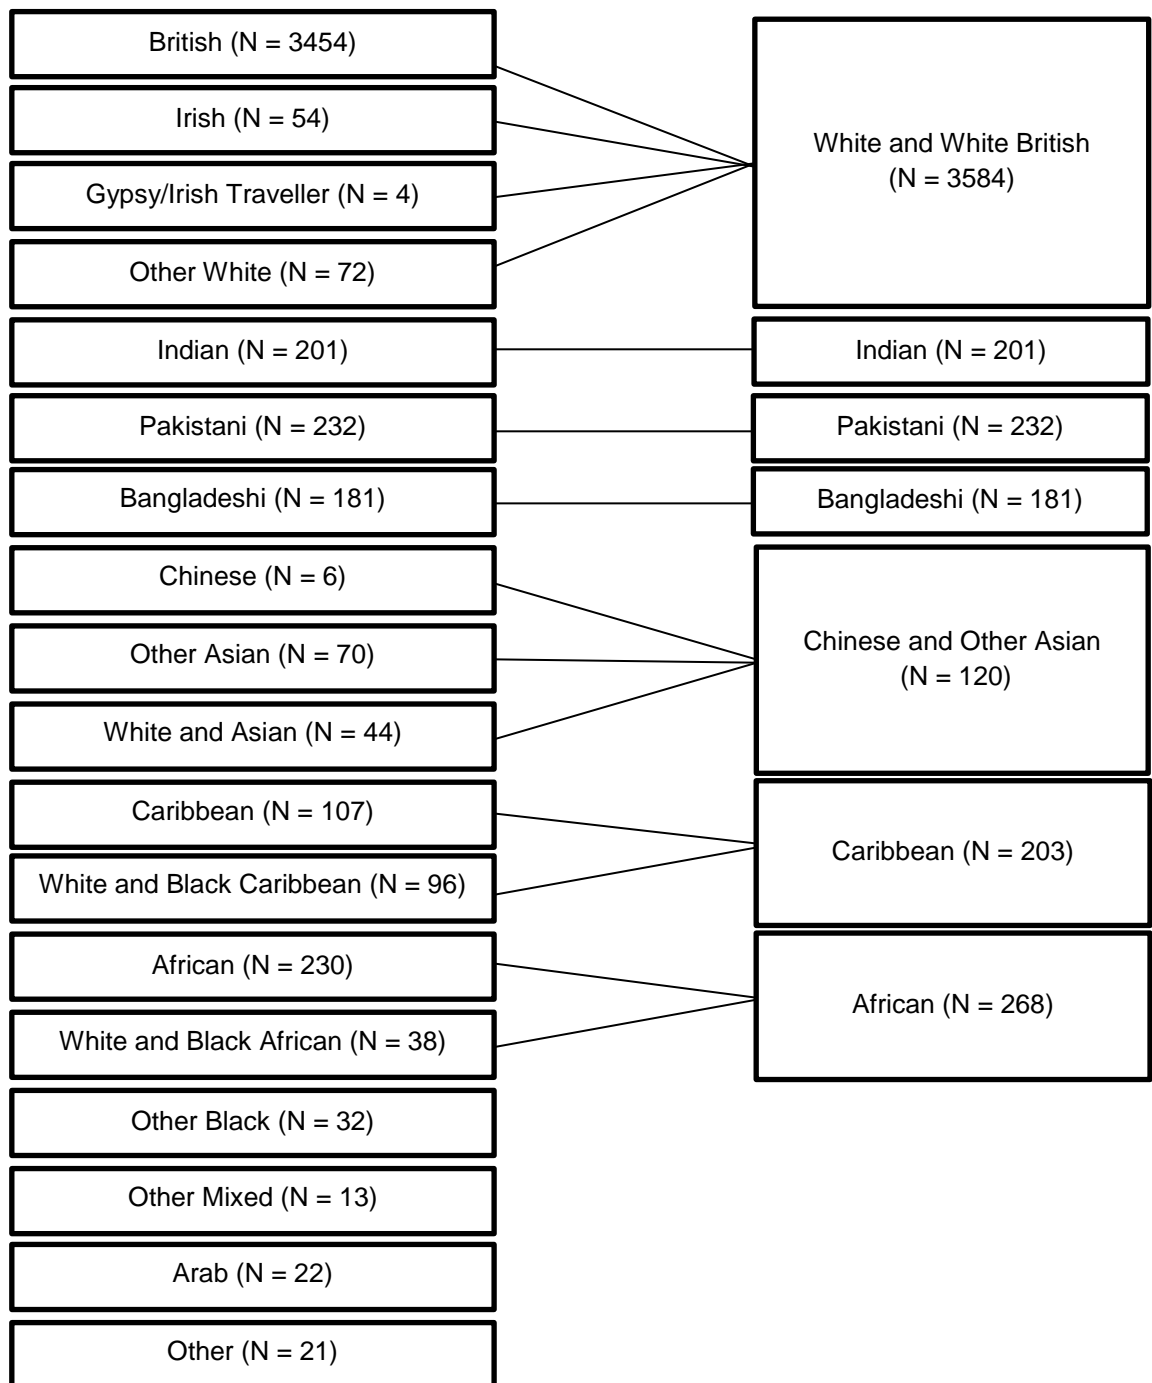 British (N = 3454)
Irish (N = 54)
Gypsy/Irish Traveller (N = 4)
Other White (N = 72)
Indian (N = 201)
Pakistani (N = 232)
Bangladeshi (N = 181)
Chinese (N = 6)
Other Asian (N = 70)
White and Asian (N = 44)
Caribbean (N = 107)
White and Black Caribbean (N = 96)
African (N = 230)
White and Black African (N = 38)
Other Black (N = 32)
Other Mixed (N = 13)
Arab (N = 22)
Other (N = 21)
White and White British
(N = 3584)
Indian (N = 201)
Pakistani (N = 232)
Bangladeshi (N = 181)
Chinese and Other Asian
(N = 120)
Caribbean (N = 203)
African (N = 268)